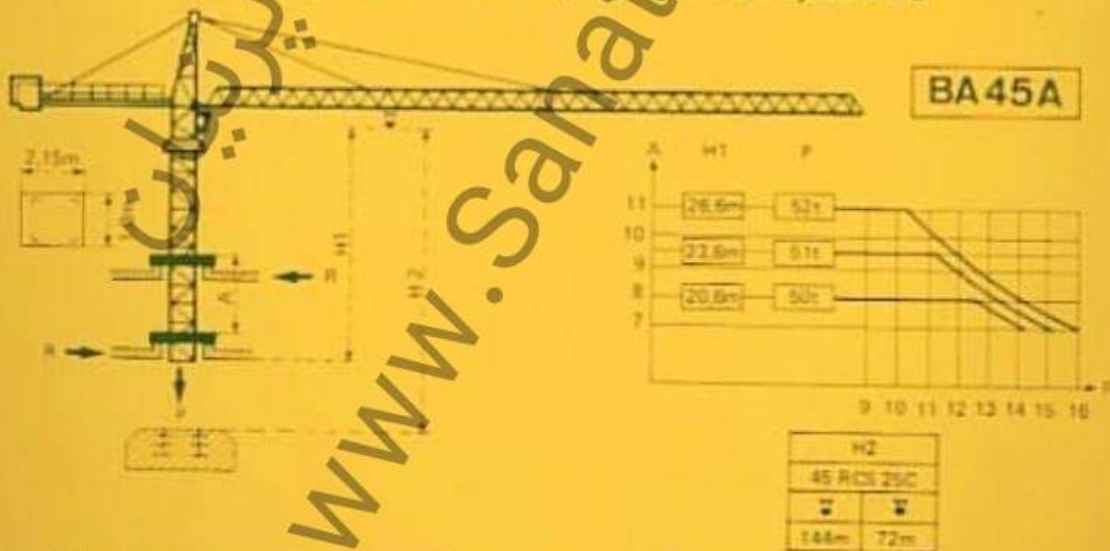 BA45A
2,15m
H1
H2
A
R
R
P
A H1 P
11 26,6m 52t
10
23,6m 51t
9
8 20,6m 50t
7
R
9 10 11 12 13 14 15 16
H2
45 RCS 25C
144m 72m
www.Sanat